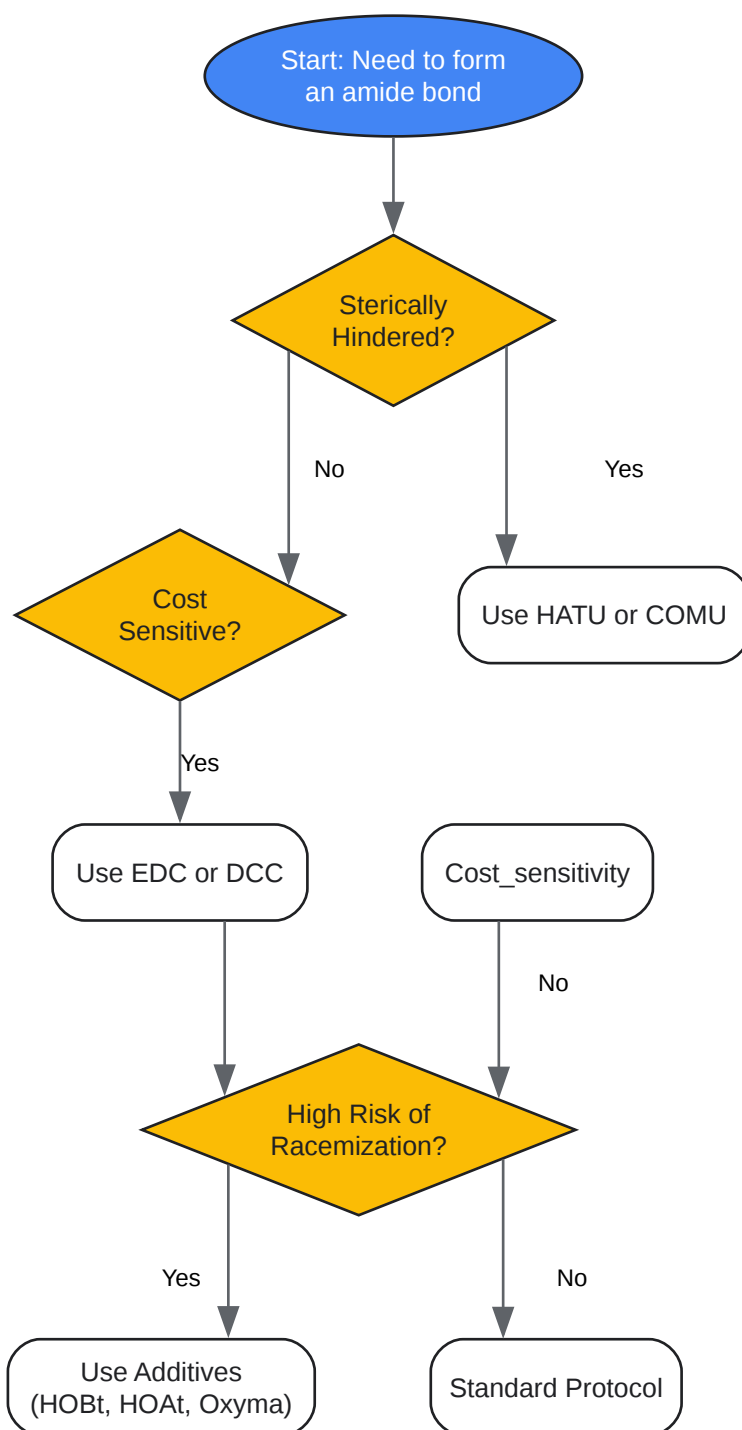 Start: Need to form
an amide bond
Sterically
Hindered?
No
Yes
Cost
Sensitive?
Use HATU or COMU
Yes
Use EDC or DCC
Cost_sensitivity
No
High Risk of
Racemization?
Yes
No
Use Additives
(HOBt, HOAt, Oxyma)
Standard Protocol